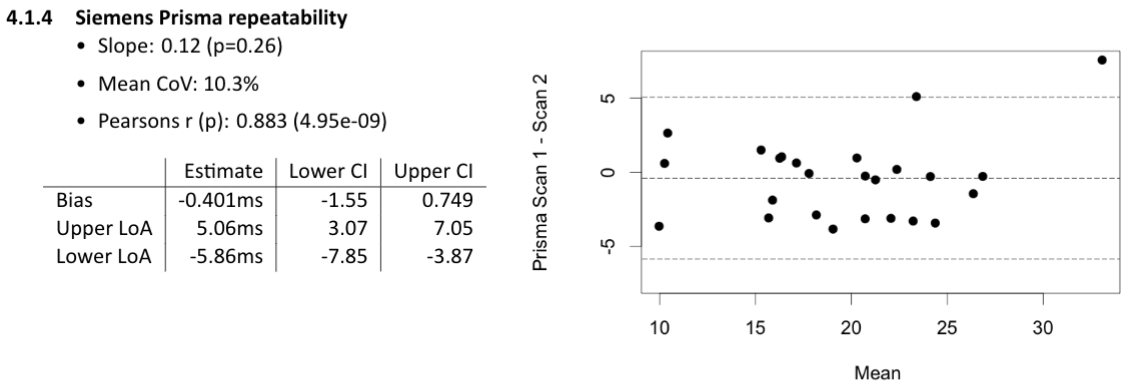 4.1.4 Siemens Prisma repeatability
• Slope: 0.12 (p=0.26)
• Mean CoV: 10.3%
• Pearsons r (p): 0.883 (4.95e-09)
Estimate Lower CI Upper CI
Bias -0.401ms -1.55 0.749
Upper LoA 5.06ms 3.07 7.05
Lower LoA -5.86ms -7.85 -3.87
Prisma Scan 1 - Scan 2
5
0
-5
10 15 20 25 30
Mean